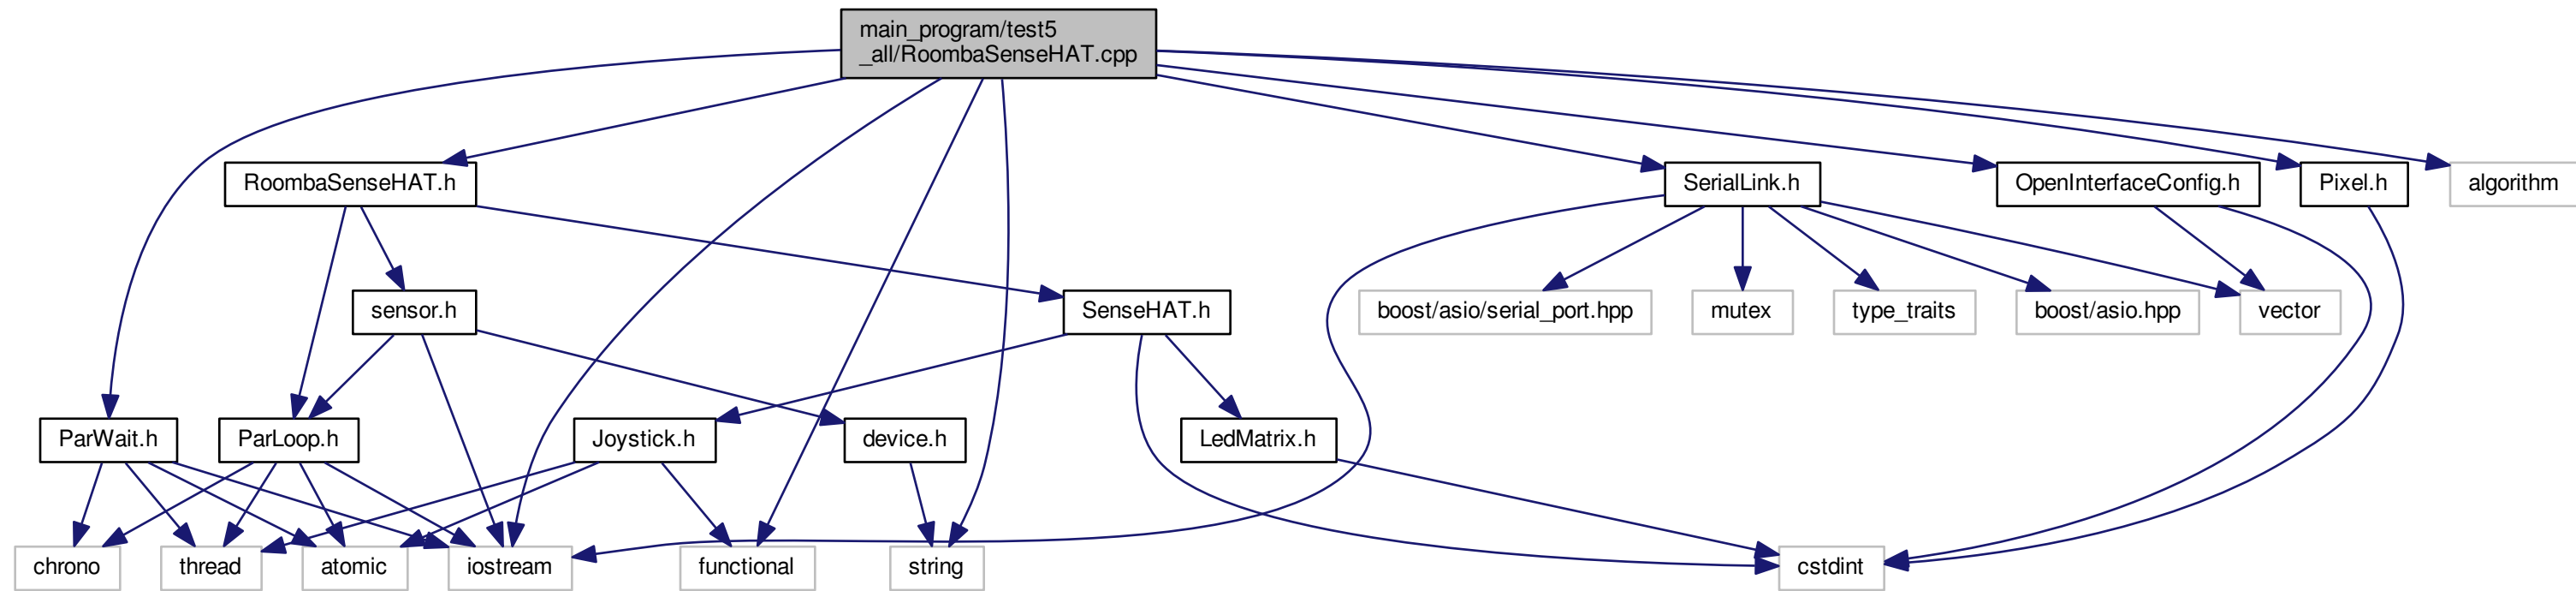 main_program/test5
_all/RoombaSenseHAT.cpp
RoombaSenseHAT.h
SerialLink.h
OpenInterfaceConfig.h
Pixel.h
algorithm
sensor.h
SenseHAT.h
boost/asio/serial_port.hpp
mutex
type_traits
boost/asio.hpp
vector
ParWait.h
ParLoop.h
Joystick.h
device.h
LedMatrix.h
chrono
thread
atomic
iostream
functional
string
cstdint